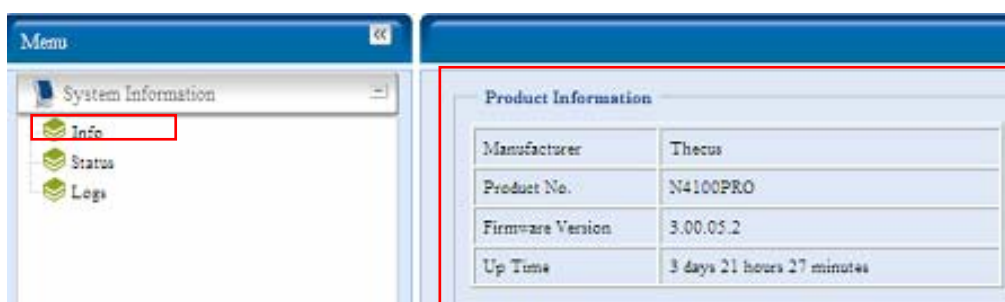 Menu
System Information
Info
Status
Logs
Product Information
Manufacturer Thecus
Product No. N4100PRO
Firmware Version 3.00.05.2
Up Time 3 days 21 hours 27 minutes